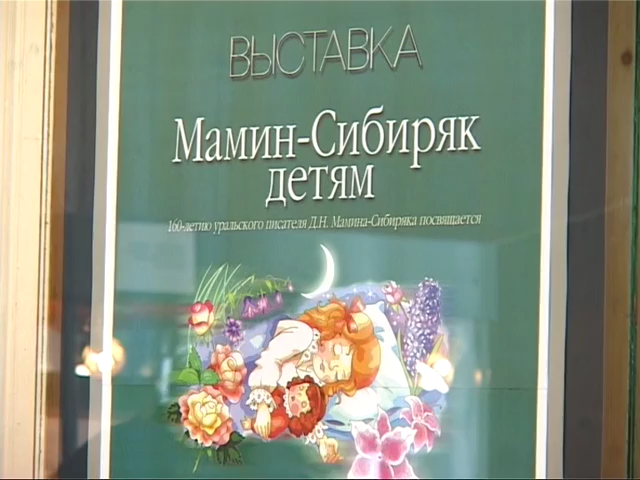 ВЫСТАВКА
Мамин-Сибиряк
детям
160-летию уральского писателя Д.Н. Мамина-Сибиряка посвящается